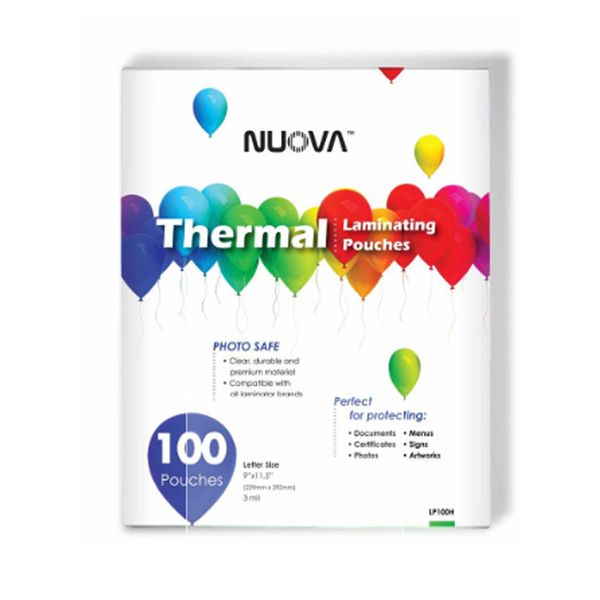 NUOVA™
Thermal
Laminating
Pouches
PHOTO SAFE
• Clear, durable and
premium material
• Compatible with
all laminator brands
Perfect
for protecting:
• Documents • Menus
• Certificates • Signs
• Photos • Artworks
100
Pouches
Letter Size
9"x11.5"
(229mm x 292mm)
3 mil
LP100H